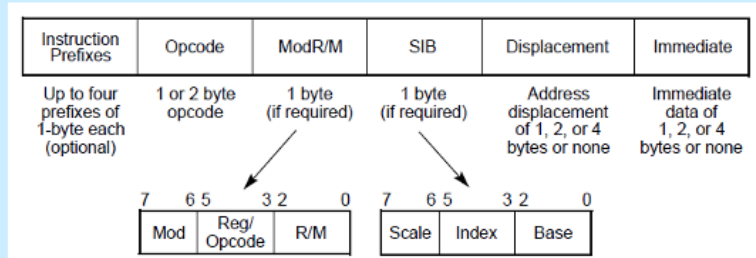 Instruction Prefixes Opcode ModR/M SIB Displacement Immediate
Up to four prefixes of 1-byte each (optional)
1 or 2 byte opcode
1 byte (if required)
1 byte (if required)
Address displacement of 1, 2, or 4 bytes or none
Immediate data of 1, 2, or 4 bytes or none
7 6 5 3 2 0
Mod Reg/Opcode R/M
7 6 5 3 2 0
Scale Index Base